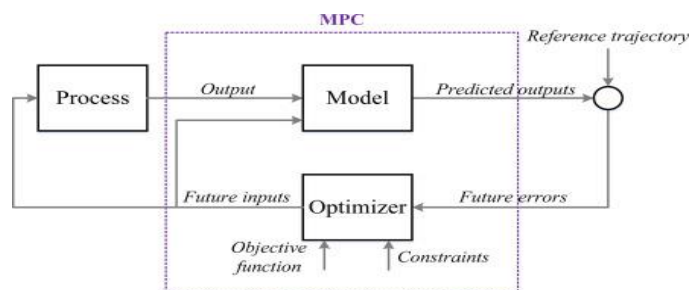 MPC
Reference trajectory
Process
Output
Model
Predicted outputs
Future inputs
Optimizer
Future errors
Objective
function
Constraints